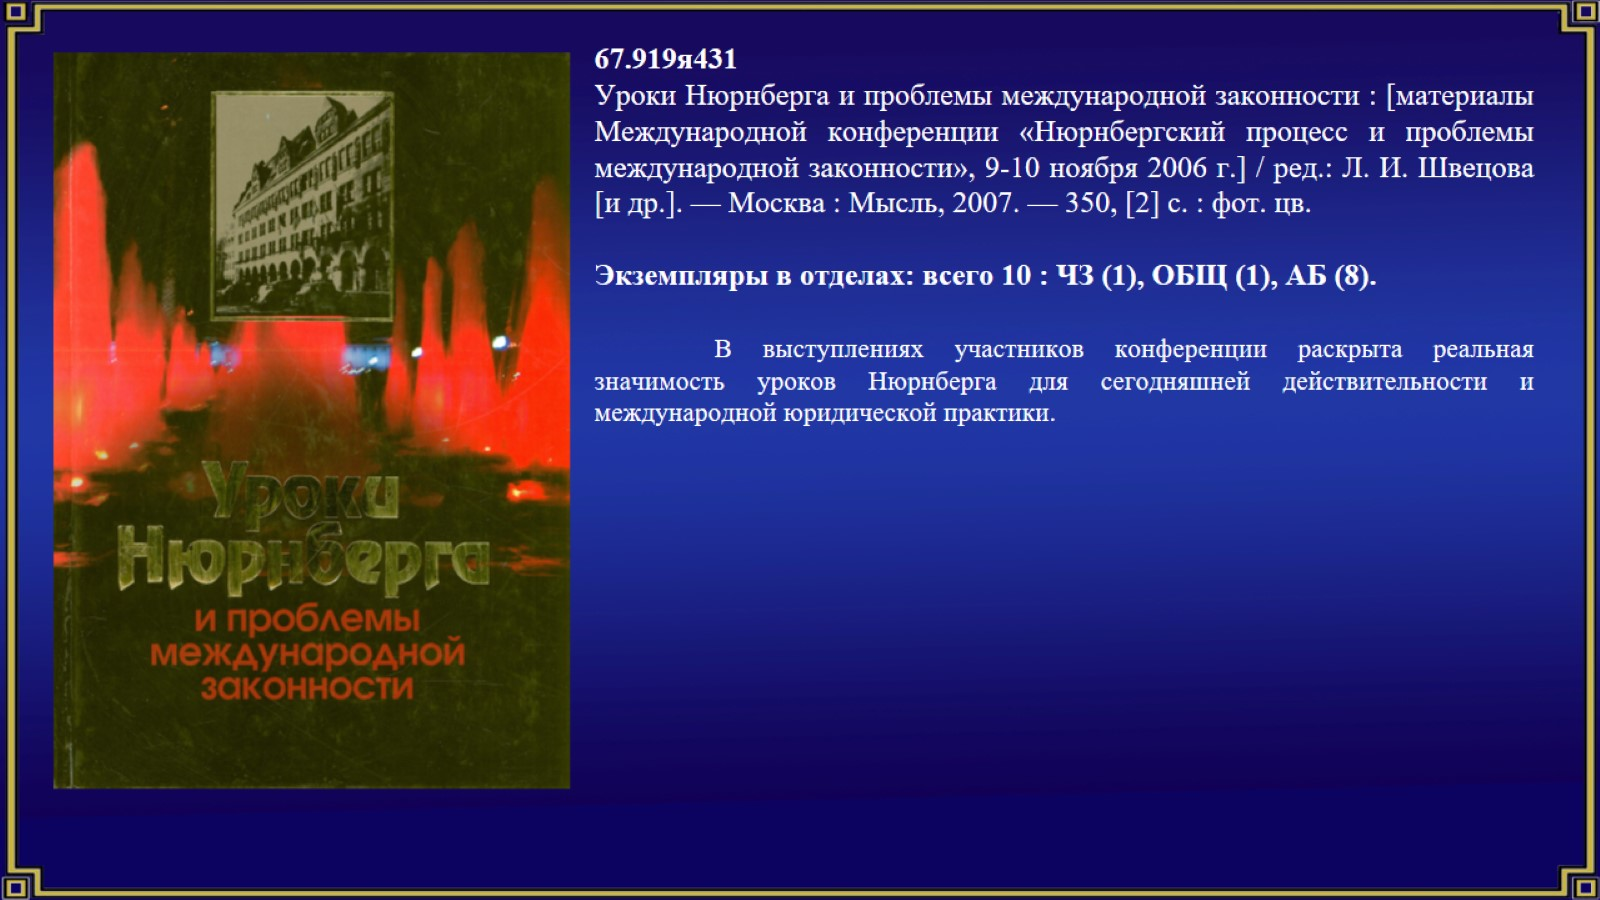 67.919я431
Уроки Нюрнберга и проблемы международной законности : [материалы
Международной конференции «Нюрнбергский процесс и проблемы
международной законности», 9-10 ноября 2006 г.] / ред.: Л. И. Швецова
[и др.]. — Москва : Мысль, 2007. — 350, [2] с. : фот. цв.
Экземпляры в отделах: всего 10 : ЧЗ (1), ОБЩ (1), АБ (8).
В выступлениях участников конференции раскрыта реальная
значимость уроков Нюрнберга для сегодняшней действительности и
международной юридической практики.
Уроки
Нюрнберга
и проблемы
международной
законности